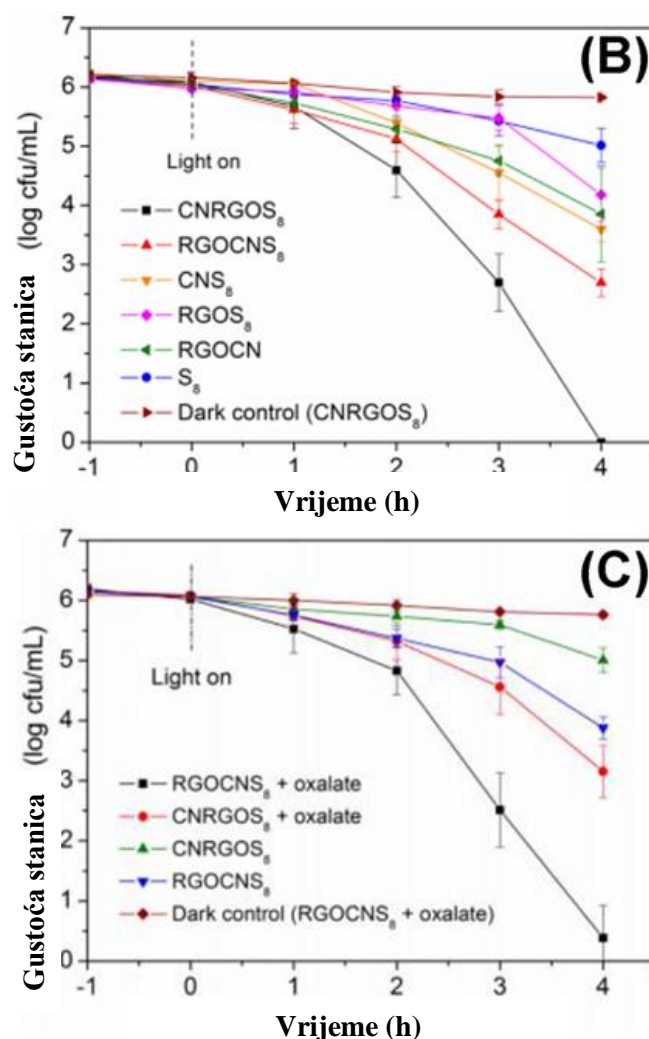 (B)
7
6
5
4
3
2
1
0
Gustoća stanica (log cfu/mL)
Light on
CNRGOS₈
RGOCNS₈
CNS₈
RGOS₈
RGOCN
S₈
Dark control (CNRGOS₈)
-1 0 1 2 3 4
Vrijeme (h)
(C)
7
6
5
4
3
2
1
0
Gustoća stanica (log cfu/mL)
Light on
RGOCNS₈ + oxalate
CNRGOS₈ + oxalate
CNRGOS₈
RGOCNS₈
Dark control (RGOCNS₈ + oxalate)
-1 0 1 2 3 4
Vrijeme (h)